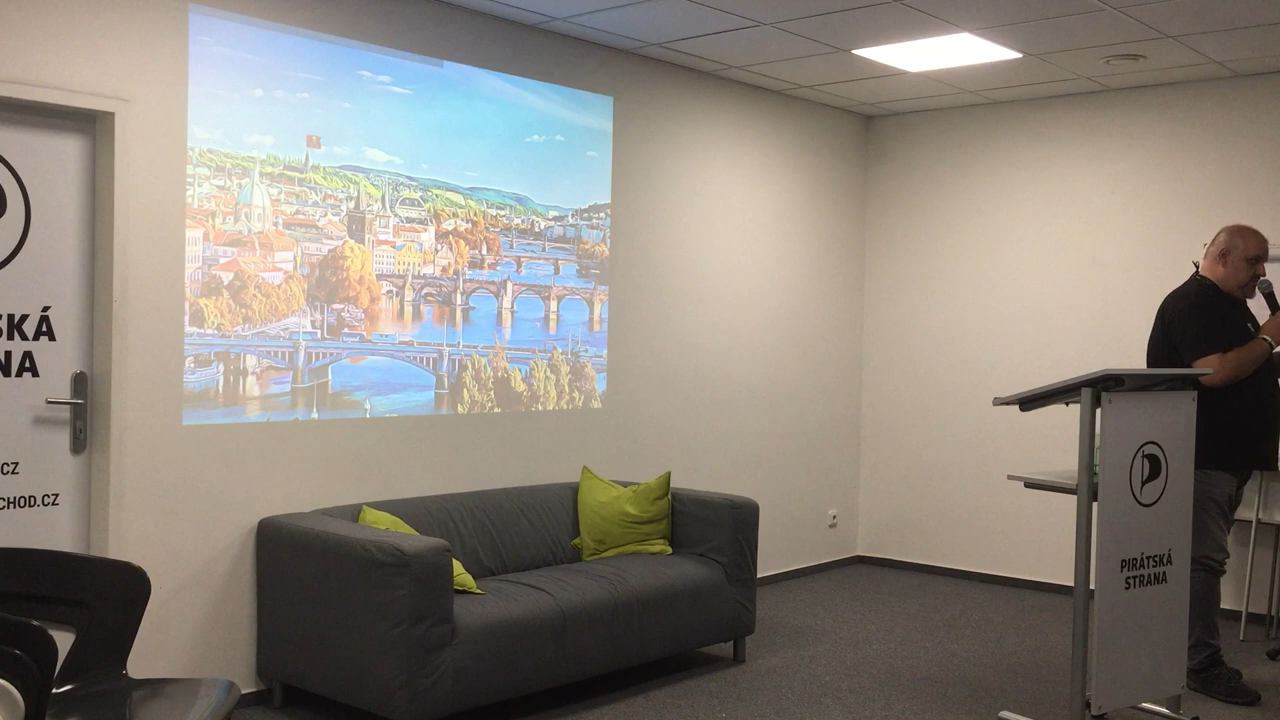 SKÁ
NA
.CZ
CHOD.CZ
PIRÁTSKÁ
STRANA